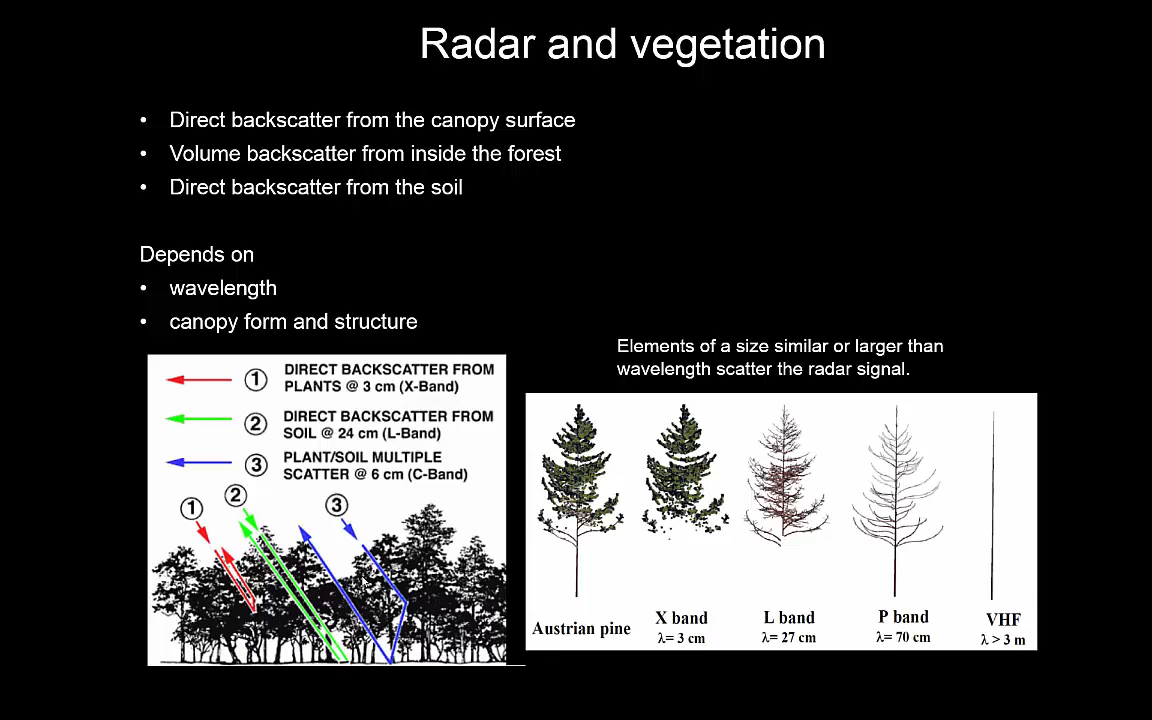 Radar and vegetation
• Direct backscatter from the canopy surface
• Volume backscatter from inside the forest
• Direct backscatter from the soil
Depends on
• wavelength
• canopy form and structure
① DIRECT BACKSCATTER FROM
PLANTS @ 3 cm (X-Band)
② DIRECT BACKSCATTER FROM
SOIL @ 24 cm (L-Band)
③ PLANT/SOIL MULTIPLE
SCATTER @ 6 cm (C-Band)
① ② ③
Elements of a size similar or larger than
wavelength scatter the radar signal.
Austrian pine
X band
λ= 3 cm
L band
λ= 27 cm
P band
λ= 70 cm
VHF
λ > 3 m